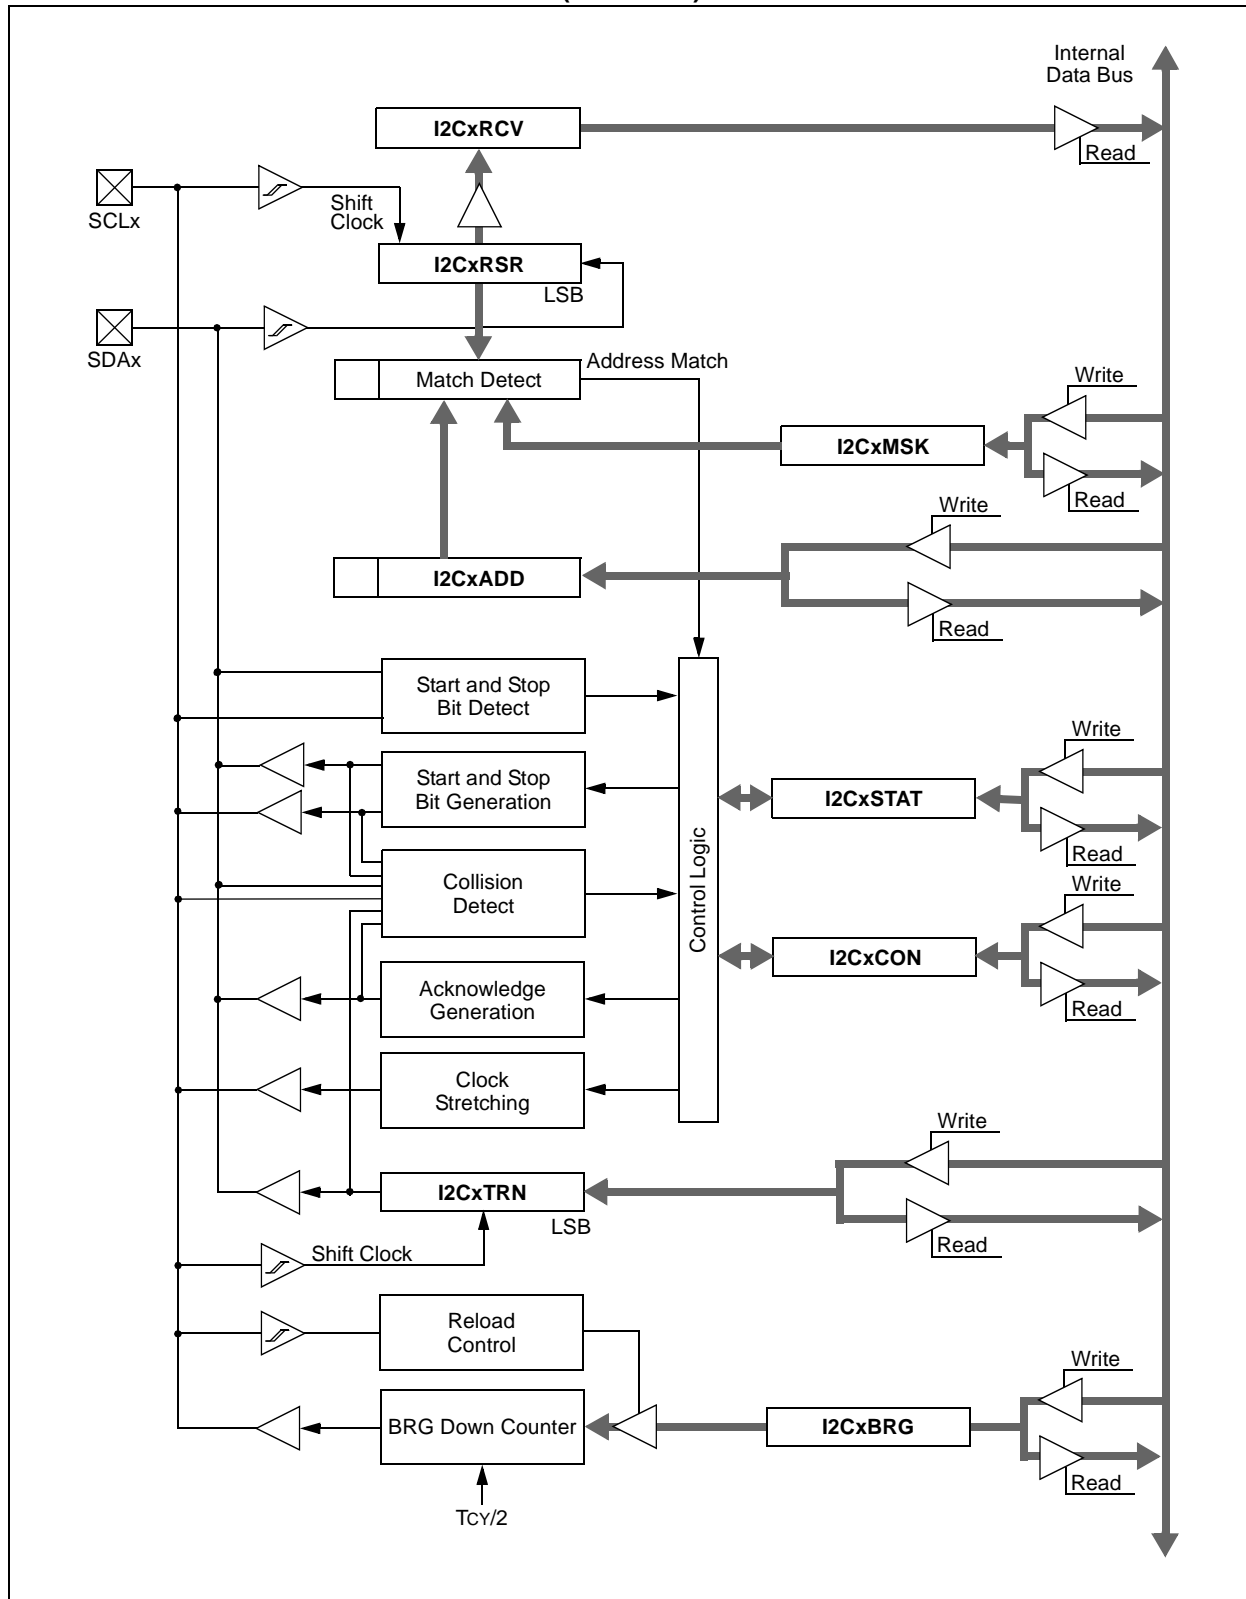 Internal
Data Bus
I2CxRCV
Read
SCLx
Shift
Clock
I2CxRSR
LSB
SDAx
Address Match
Match Detect
Write
I2CxMSK
Read
Write
I2CxADD
Read
Start and Stop
Bit Detect
Write
Start and Stop
Bit Generation
I2CxSTAT
Read
Control Logic
Collision
Detect
Write
I2CxCON
Acknowledge
Generation
Read
Clock
Stretching
Write
I2CxTRN
LSB
Read
Shift Clock
Reload
Control
Write
BRG Down Counter
I2CxBRG
Read
TCY/2